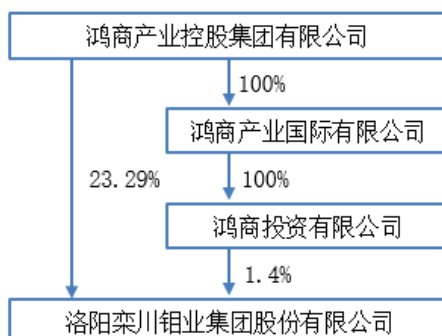 鸿商产业控股集团有限公司
100%
鸿商产业国际有限公司
23.29%
100%
鸿商投资有限公司
1.4%
洛阳栾川钼业集团股份有限公司